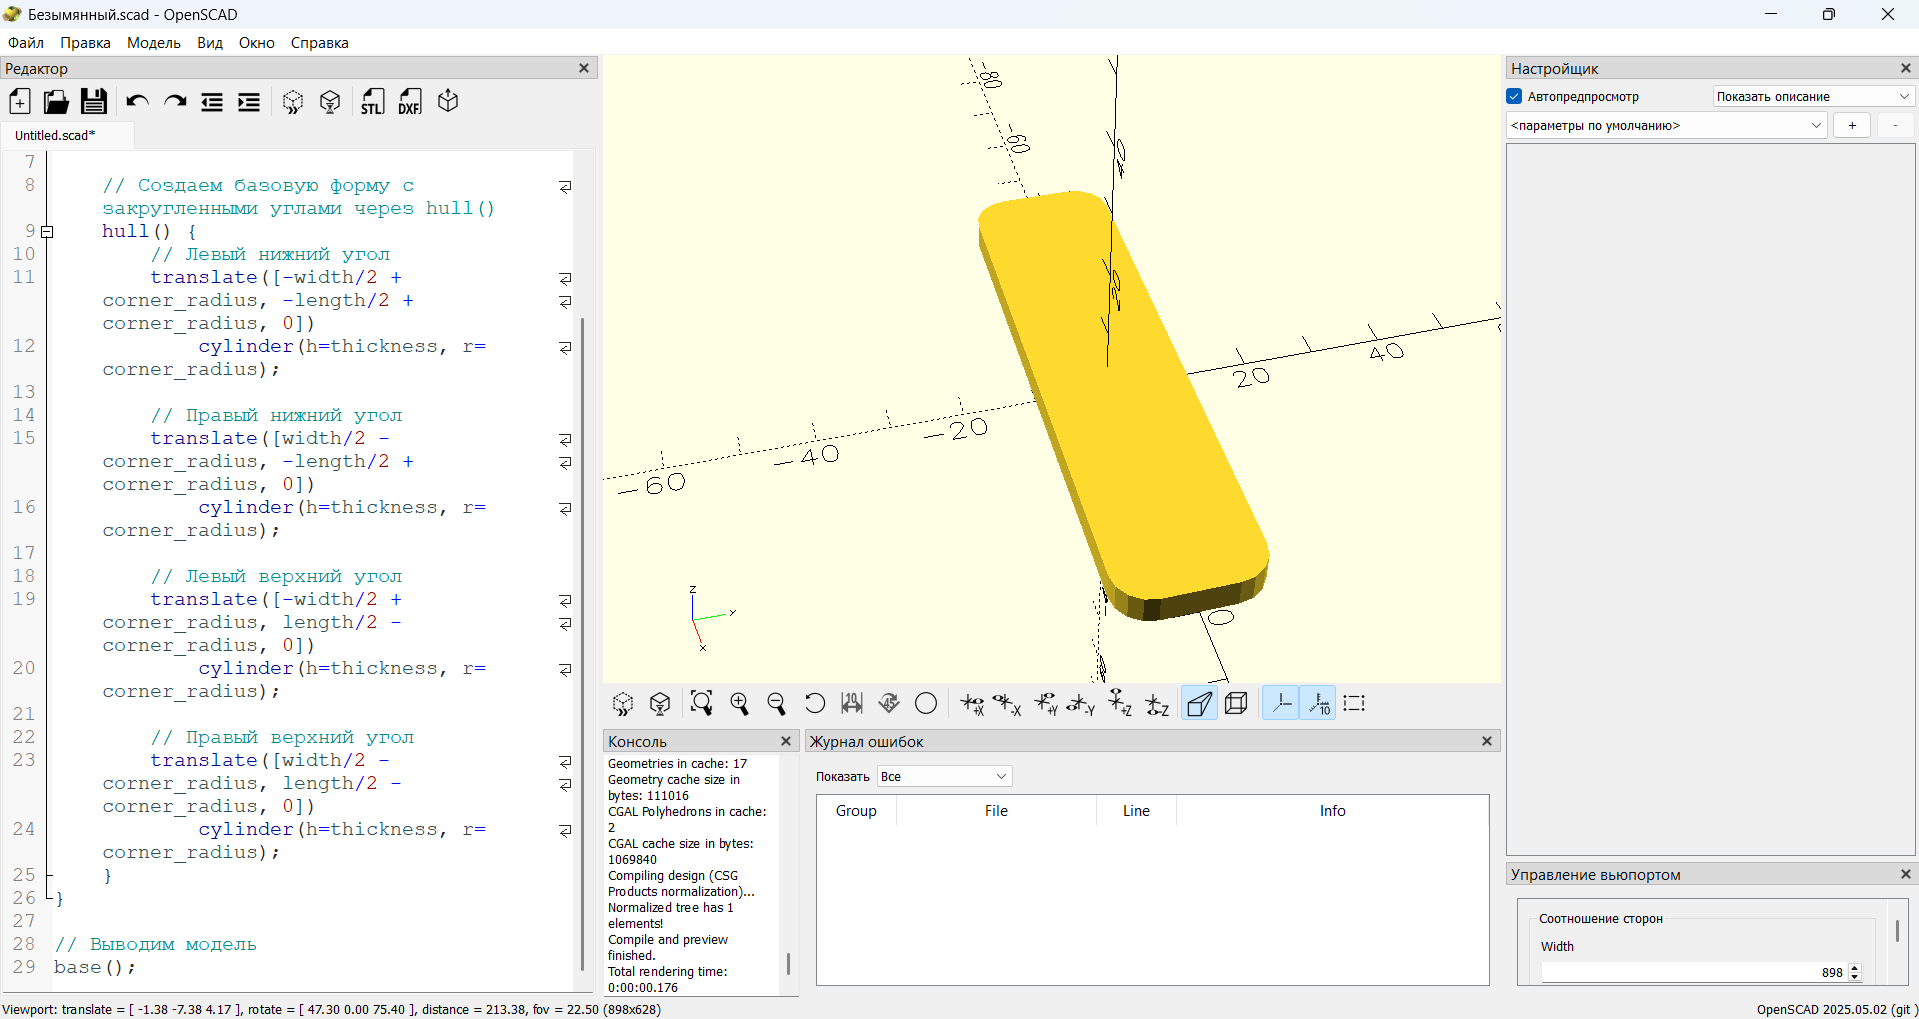 Безымянный.scad - OpenSCAD
Файл Правка Модель Вид Окно Справка
Редактор
STL DXF
Untitled.scad*
7
8 // Создаем базовую форму с
закругленными углами через hull()
9 hull() {
10 // Левый нижний угол
11 translate([-width/2 +
corner_radius, -length/2 +
corner_radius, 0])
12 cylinder(h=thickness, r=
corner_radius);
13
14 // Правый нижний угол
15 translate([width/2 -
corner_radius, -length/2 +
corner_radius, 0])
16 cylinder(h=thickness, r=
corner_radius);
17
18 // Левый верхний угол
19 translate([-width/2 +
corner_radius, length/2 -
corner_radius, 0])
20 cylinder(h=thickness, r=
corner_radius);
21
22 // Правый верхний угол
23 translate([width/2 -
corner_radius, length/2 -
corner_radius, 0])
24 cylinder(h=thickness, r=
corner_radius);
25 }
26 }
27
28 // Выводим модель
29 base();
-80
-60
20
40
-20
-40
-60
0
z
y
x
10 45 +X -X +Y -Y +Z -Z 10
Консоль
Geometries in cache: 17
Geometry cache size in
bytes: 111016
CGAL Polyhedrons in cache:
2
CGAL cache size in bytes:
1069840
Compiling design (CSG
Products normalization)...
Normalized tree has 1
elements!
Compile and preview
finished.
Total rendering time:
0:00:00.176
Журнал ошибок
Показать Все
Group File Line Info
Настройщик
Автопредпросмотр Показать описание
<параметры по умолчанию> + -
Управление вьюпортом
Соотношение сторон
Width
898
Viewport: translate = [ -1.38 -7.38 4.17 ], rotate = [ 47.30 0.00 75.40 ], distance = 213.38, fov = 22.50 (898x628)
OpenSCAD 2025.05.02 (git )